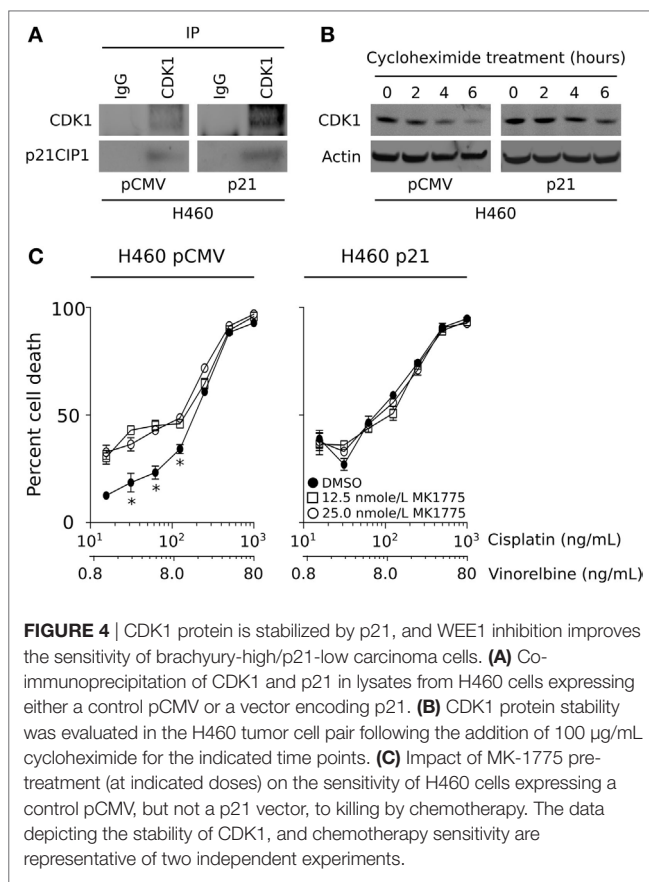 A
IP
IgG
CDK1
IgG
CDK1
CDK1
p21CIP1
pCMV
p21
H460
B
Cycloheximide treatment (hours)
0 2 4 6 0 2 4 6
CDK1
Actin
pCMV
p21
H460
C
H460 pCMV
H460 p21
Percent cell death
100
50
0
*
*
*
DMSO
12.5 nmole/L MK1775
25.0 nmole/L MK1775
10¹ 10² 10³ 10¹ 10² 10³ Cisplatin (ng/mL)
0.8 8.0 80 0.8 8.0 80 Vinorelbine (ng/mL)
FIGURE 4 | CDK1 protein is stabilized by p21, and WEE1 inhibition improves
the sensitivity of brachyury-high/p21-low carcinoma cells. (A) Co-
immunoprecipitation of CDK1 and p21 in lysates from H460 cells expressing
either a control pCMV or a vector encoding p21. (B) CDK1 protein stability
was evaluated in the H460 tumor cell pair following the addition of 100 µg/mL
cycloheximide for the indicated time points. (C) Impact of MK-1775 pre-
treatment (at indicated doses) on the sensitivity of H460 cells expressing a
control pCMV, but not a p21 vector, to killing by chemotherapy. The data
depicting the stability of CDK1, and chemotherapy sensitivity are
representative of two independent experiments.